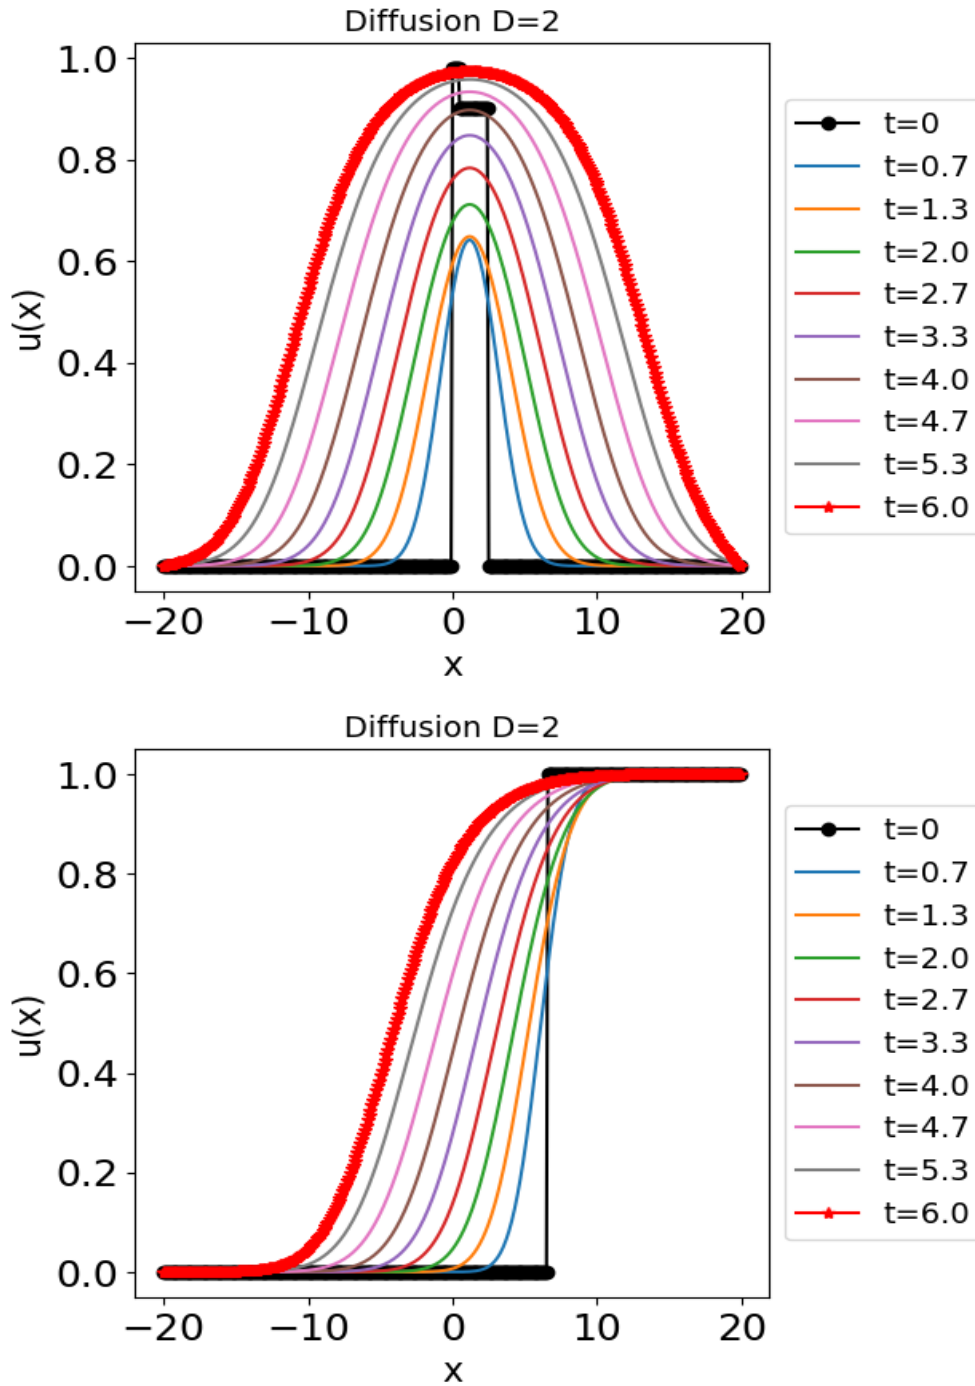 Diffusion D=2
1.0
0.8
0.6
0.4
0.2
0.0
u(x)
−20 −10 0 10 20
x
t=0
t=0.7
t=1.3
t=2.0
t=2.7
t=3.3
t=4.0
t=4.7
t=5.3
t=6.0
Diffusion D=2
1.0
0.8
0.6
0.4
0.2
0.0
u(x)
−20 −10 0 10 20
x
t=0
t=0.7
t=1.3
t=2.0
t=2.7
t=3.3
t=4.0
t=4.7
t=5.3
t=6.0